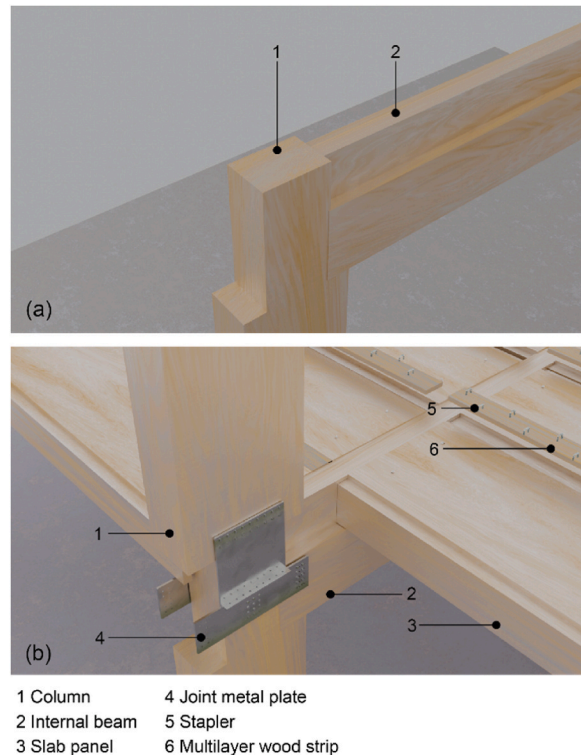 1
2
(a)
5
6
1
2
4
3
(b)
1 Column
2 Internal beam
3 Slab panel
4 Joint metal plate
5 Stapler
6 Multilayer wood strip